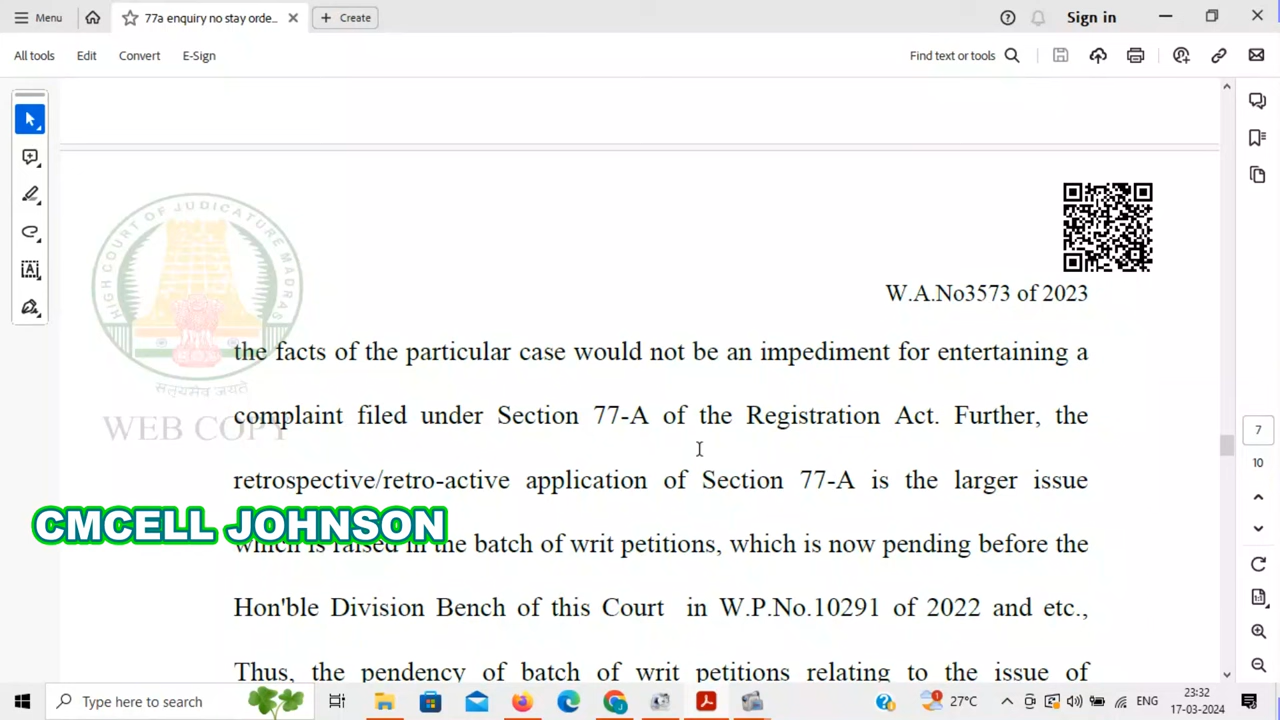 Menu
77a enquiry no stay orde...
Create
Sign in
All tools
Edit
Convert
E-Sign
Find text or tools
HIGH COURT OF JUDICATURE MADRAS
सत्यमेव जयते
WEB COPY
W.A.No3573 of 2023
the facts of the particular case would not be an impediment for entertaining a
complaint filed under Section 77-A of the Registration Act. Further, the
retrospective/retro-active application of Section 77-A is the larger issue
CMCELL JOHNSON
which is raised in the batch of writ petitions, which is now pending before the
Hon'ble Division Bench of this Court in W.P.No.10291 of 2022 and etc.,
Thus, the pendency of batch of writ petitions relating to the issue of
7
10
Type here to search
1
27°C
ENG
23:32
17-03-2024